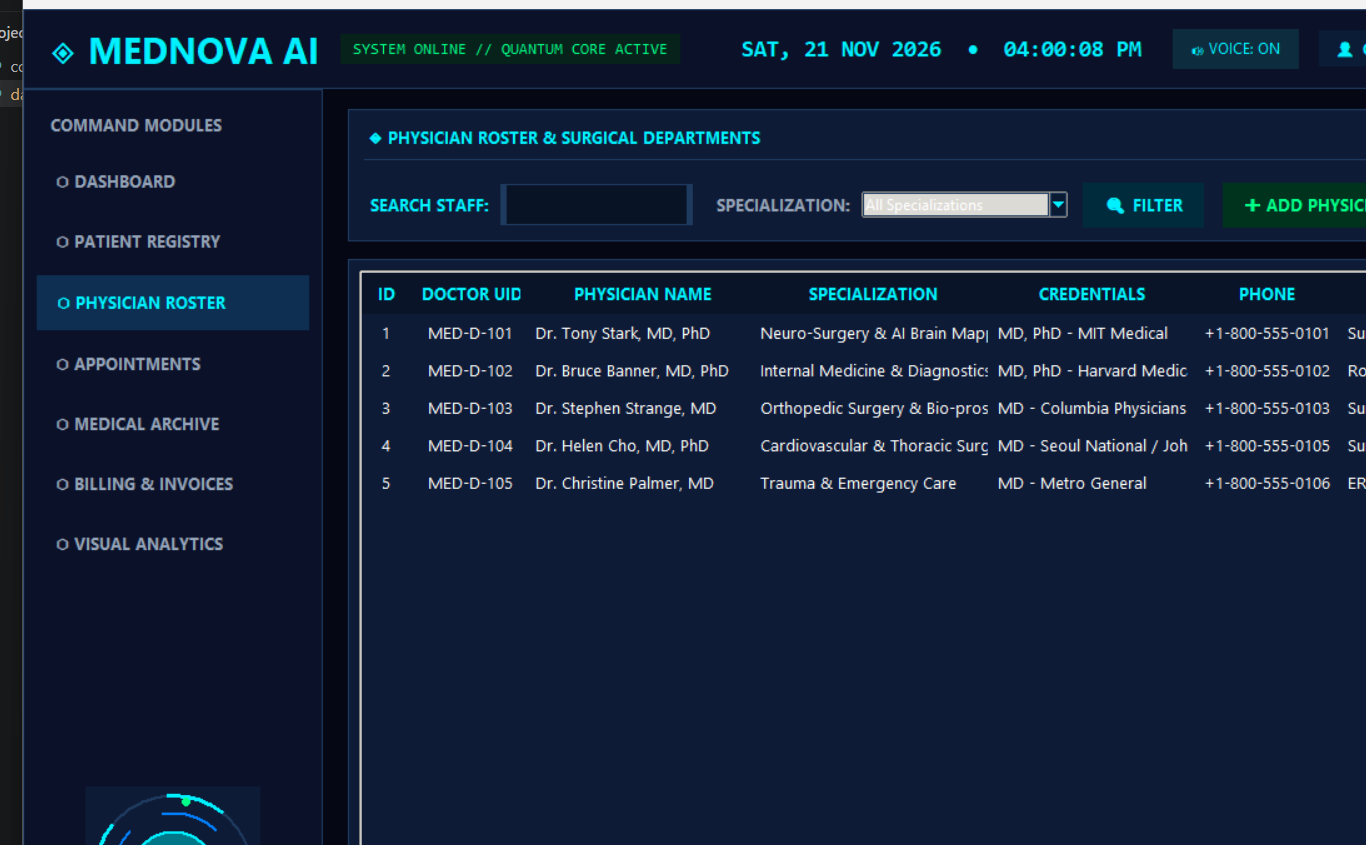 ojec
MEDNOVA AI
SYSTEM ONLINE // QUANTUM CORE ACTIVE
SAT, 21 NOV 2026 • 04:00:08 PM
VOICE: ON
COMMAND MODULES
DASHBOARD
PATIENT REGISTRY
PHYSICIAN ROSTER
APPOINTMENTS
MEDICAL ARCHIVE
BILLING & INVOICES
VISUAL ANALYTICS
PHYSICIAN ROSTER & SURGICAL DEPARTMENTS
SEARCH STAFF: SPECIALIZATION: All Specializations FILTER + ADD PHYSIC
ID DOCTOR UID PHYSICIAN NAME SPECIALIZATION CREDENTIALS PHONE
1 MED-D-101 Dr. Tony Stark, MD, PhD Neuro-Surgery & AI Brain Map MD, PhD - MIT Medical +1-800-555-0101 Su
2 MED-D-102 Dr. Bruce Banner, MD, PhD Internal Medicine & Diagnostics MD, PhD - Harvard Medic +1-800-555-0102 Ro
3 MED-D-103 Dr. Stephen Strange, MD Orthopedic Surgery & Bio-pros MD - Columbia Physicians +1-800-555-0103 Su
4 MED-D-104 Dr. Helen Cho, MD, PhD Cardiovascular & Thoracic Surg MD - Seoul National / Joh +1-800-555-0105 Su
5 MED-D-105 Dr. Christine Palmer, MD Trauma & Emergency Care MD - Metro General +1-800-555-0106 ER